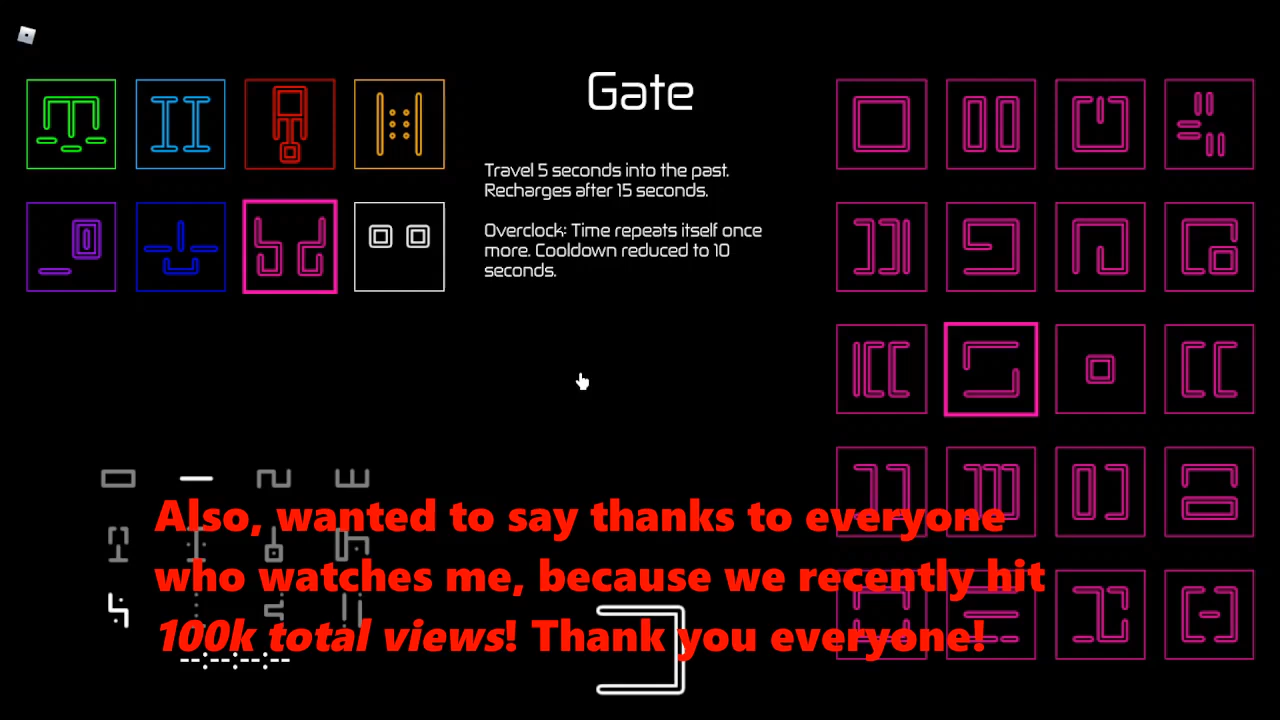 Gate
Travel 5 seconds into the past.
Recharges after 15 seconds.
Overclock: Time repeats itself once
more. Cooldown reduced to 10
seconds.
Also, wanted to say thanks to everyone
who watches me, because we recently hit
100k total views! Thank you everyone!
--:--:--:--